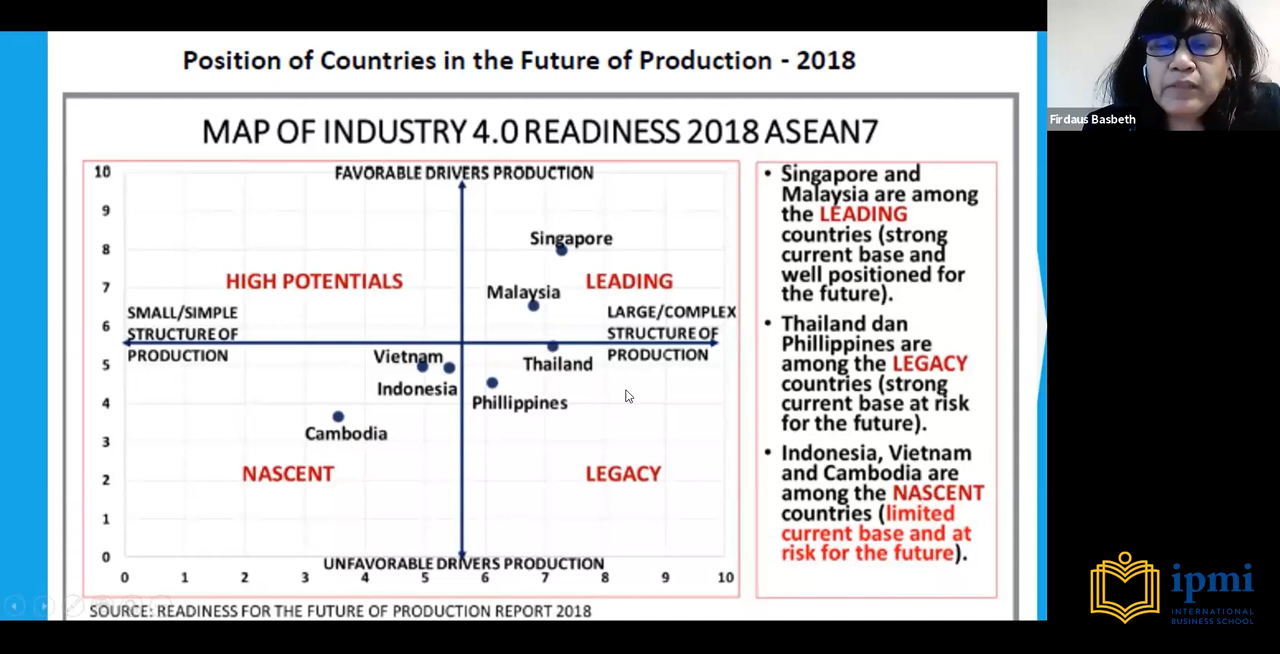 Position of Countries in the Future of Production - 2018
MAP OF INDUSTRY 4.0 READINESS 2018 ASEAN7
FAVORABLE DRIVERS PRODUCTION
10
9
8
7
6
5
4
3
2
1
0
Singapore
HIGH POTENTIALS
LEADING
Malaysia
SMALL/SIMPLE
STRUCTURE OF
PRODUCTION
LARGE/COMPLEX
STRUCTURE OF
PRODUCTION
Vietnam
Thailand
Indonesia
Phillippines
Cambodia
NASCENT
LEGACY
UNFAVORABLE DRIVERS PRODUCTION
0 1 2 3 4 5 6 7 8 9 10
SOURCE: READINESS FOR THE FUTURE OF PRODUCTION REPORT 2018
• Singapore and
Malaysia are among
the LEADING
countries (strong
current base and
well positioned for
the future).
• Thailand dan
Phillippines are
among the LEGACY
countries (strong
current base at risk
for the future).
• Indonesia, Vietnam
and Cambodia are
among the NASCENT
countries (limited
current base and at
risk for the future).
Firdaus Basbeth
ipmi
INTERNATIONAL
BUSINESS SCHOOL